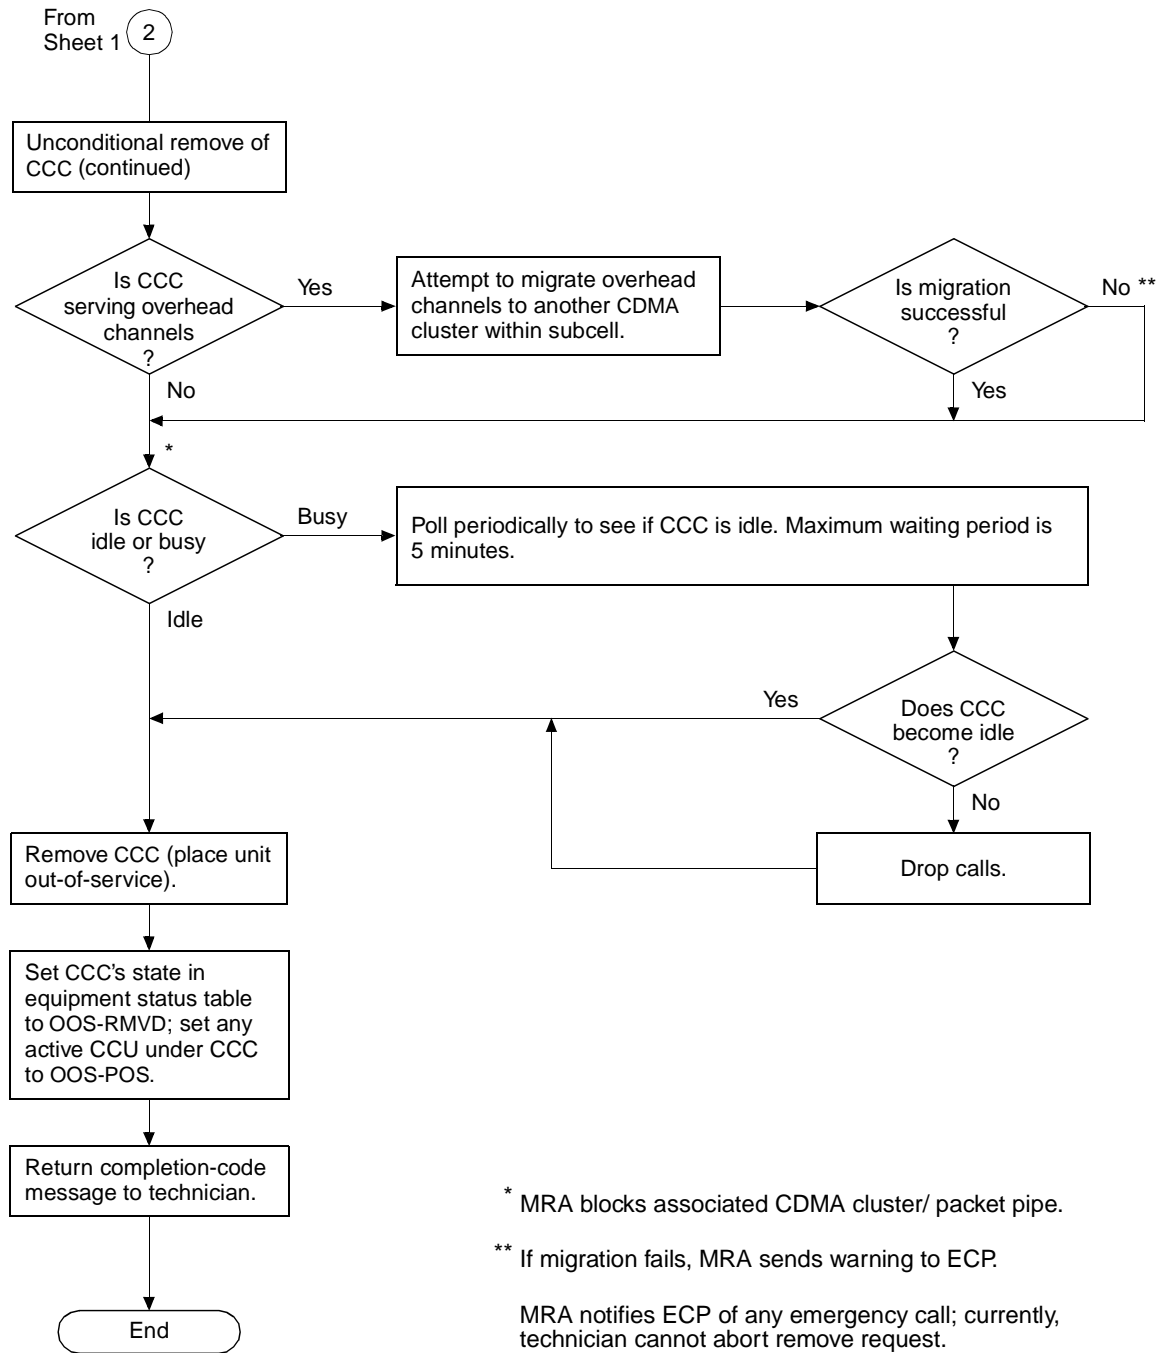 From
Sheet 1
2
Unconditional remove of
CCC (continued)
Is CCC
serving overhead
channels
?
Yes
No
Attempt to migrate overhead
channels to another CDMA
cluster within subcell.
Is migration
successful
?
No **
Yes
*
Is CCC
idle or busy
?
Busy
Idle
Poll periodically to see if CCC is idle. Maximum waiting period is
5 minutes.
Does CCC
become idle
?
Yes
No
Drop calls.
Remove CCC (place unit
out-of-service).
Set CCC's state in
equipment status table
to OOS-RMVD; set any
active CCU under CCC
to OOS-POS.
Return completion-code
message to technician.
End
* MRA blocks associated CDMA cluster/ packet pipe.
** If migration fails, MRA sends warning to ECP.
MRA notifies ECP of any emergency call; currently,
technician cannot abort remove request.